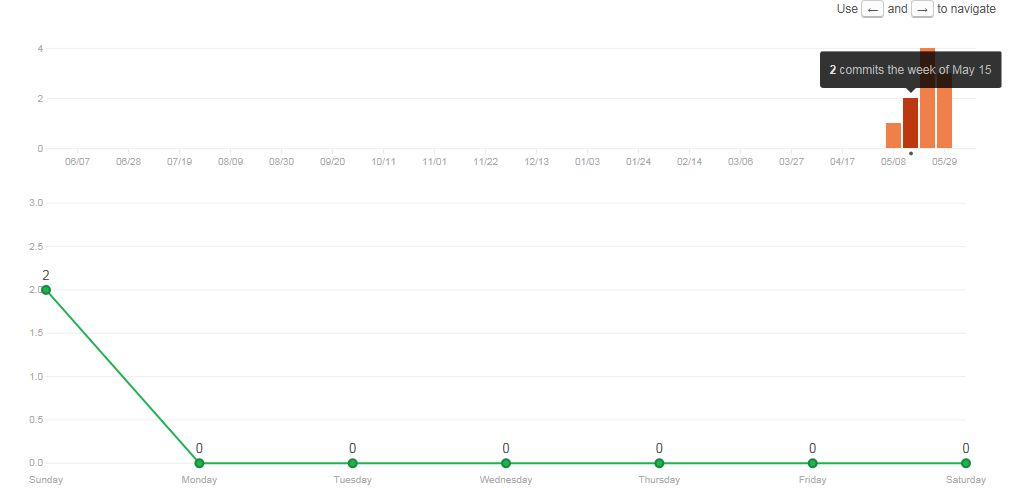 Use ← and → to navigate
4
2 commits the week of May 15
2
0
06/07 06/28 07/19 08/09 08/30 09/20 10/11 11/01 11/22 12/13 01/03 01/24 02/14 03/06 03/27 04/17 05/08 05/29
3.0
2.5
2
2.0
1.5
1.0
0.5
0 0 0 0 0 0
0.0
Sunday Monday Tuesday Wednesday Thursday Friday Saturday